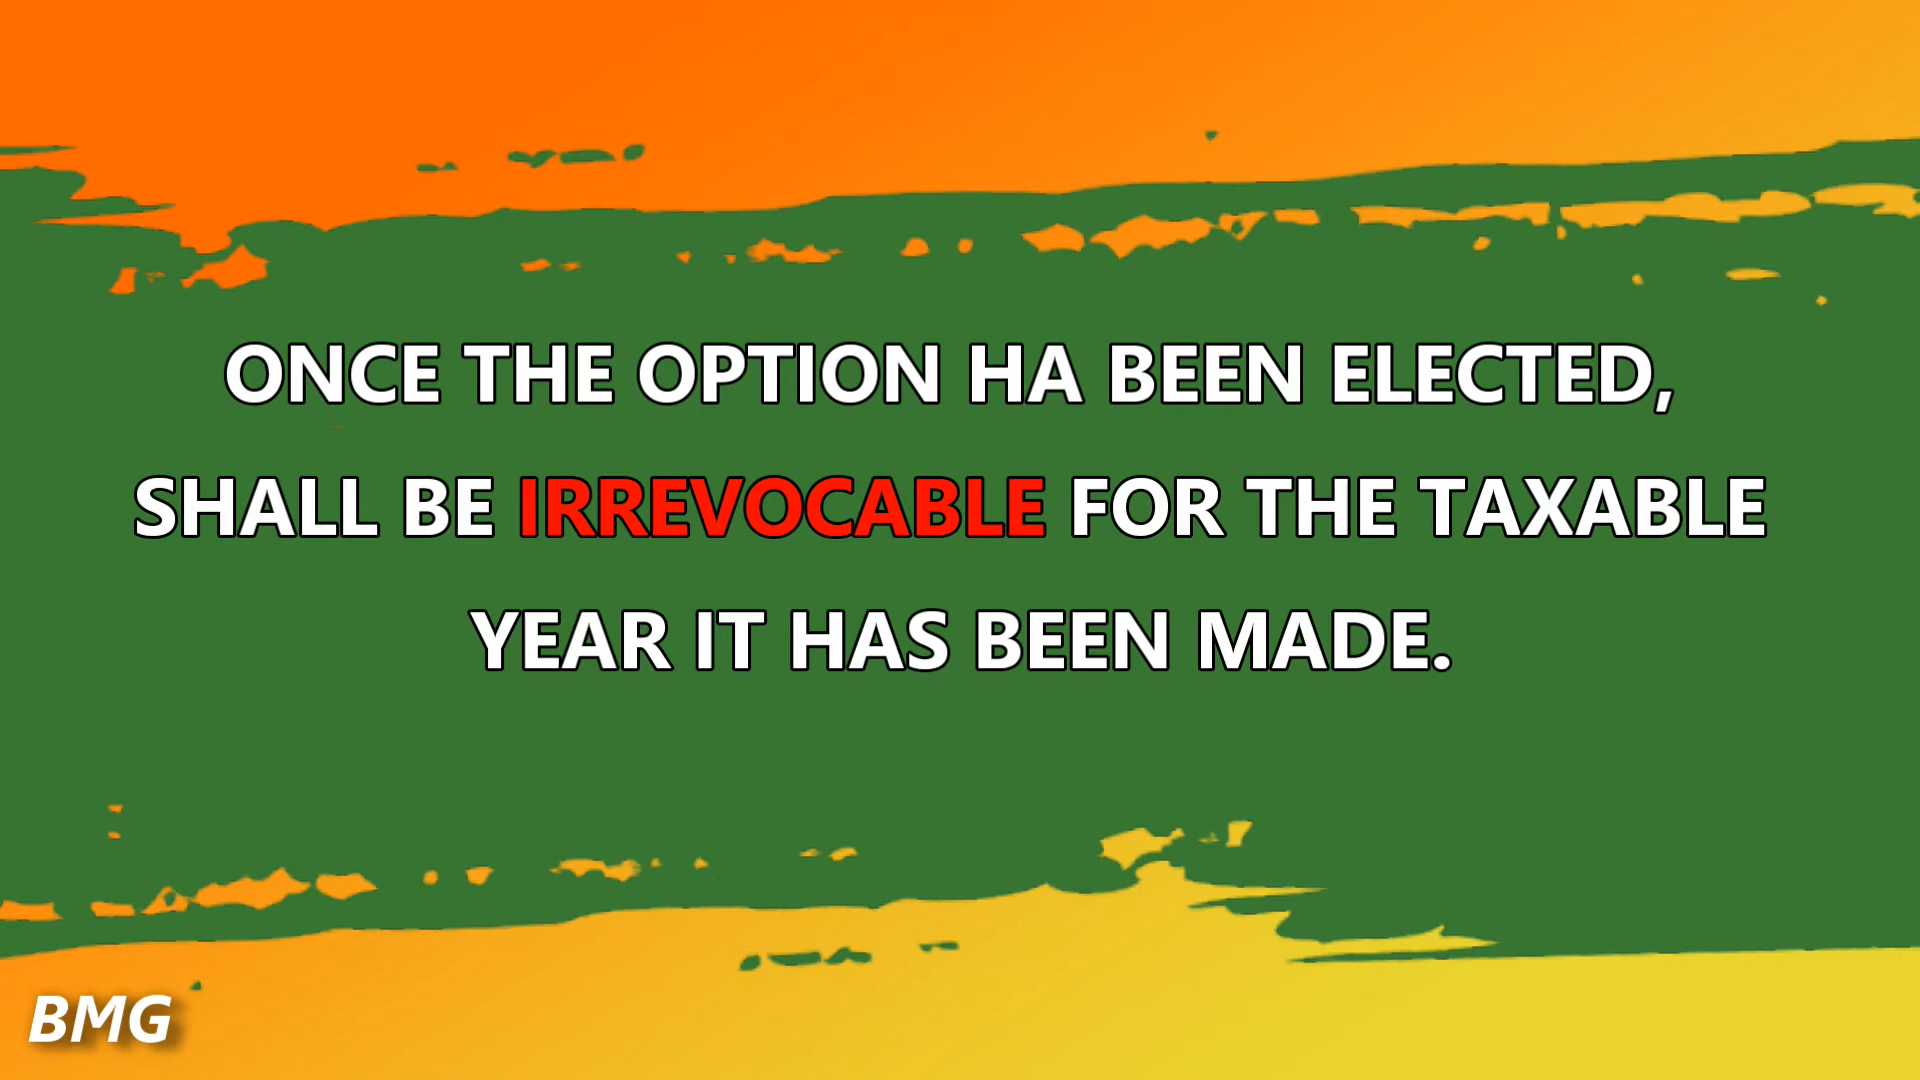 ONCE THE OPTION HA BEEN ELECTED,
SHALL BE IRREVOCABLE FOR THE TAXABLE
YEAR IT HAS BEEN MADE.
BMG